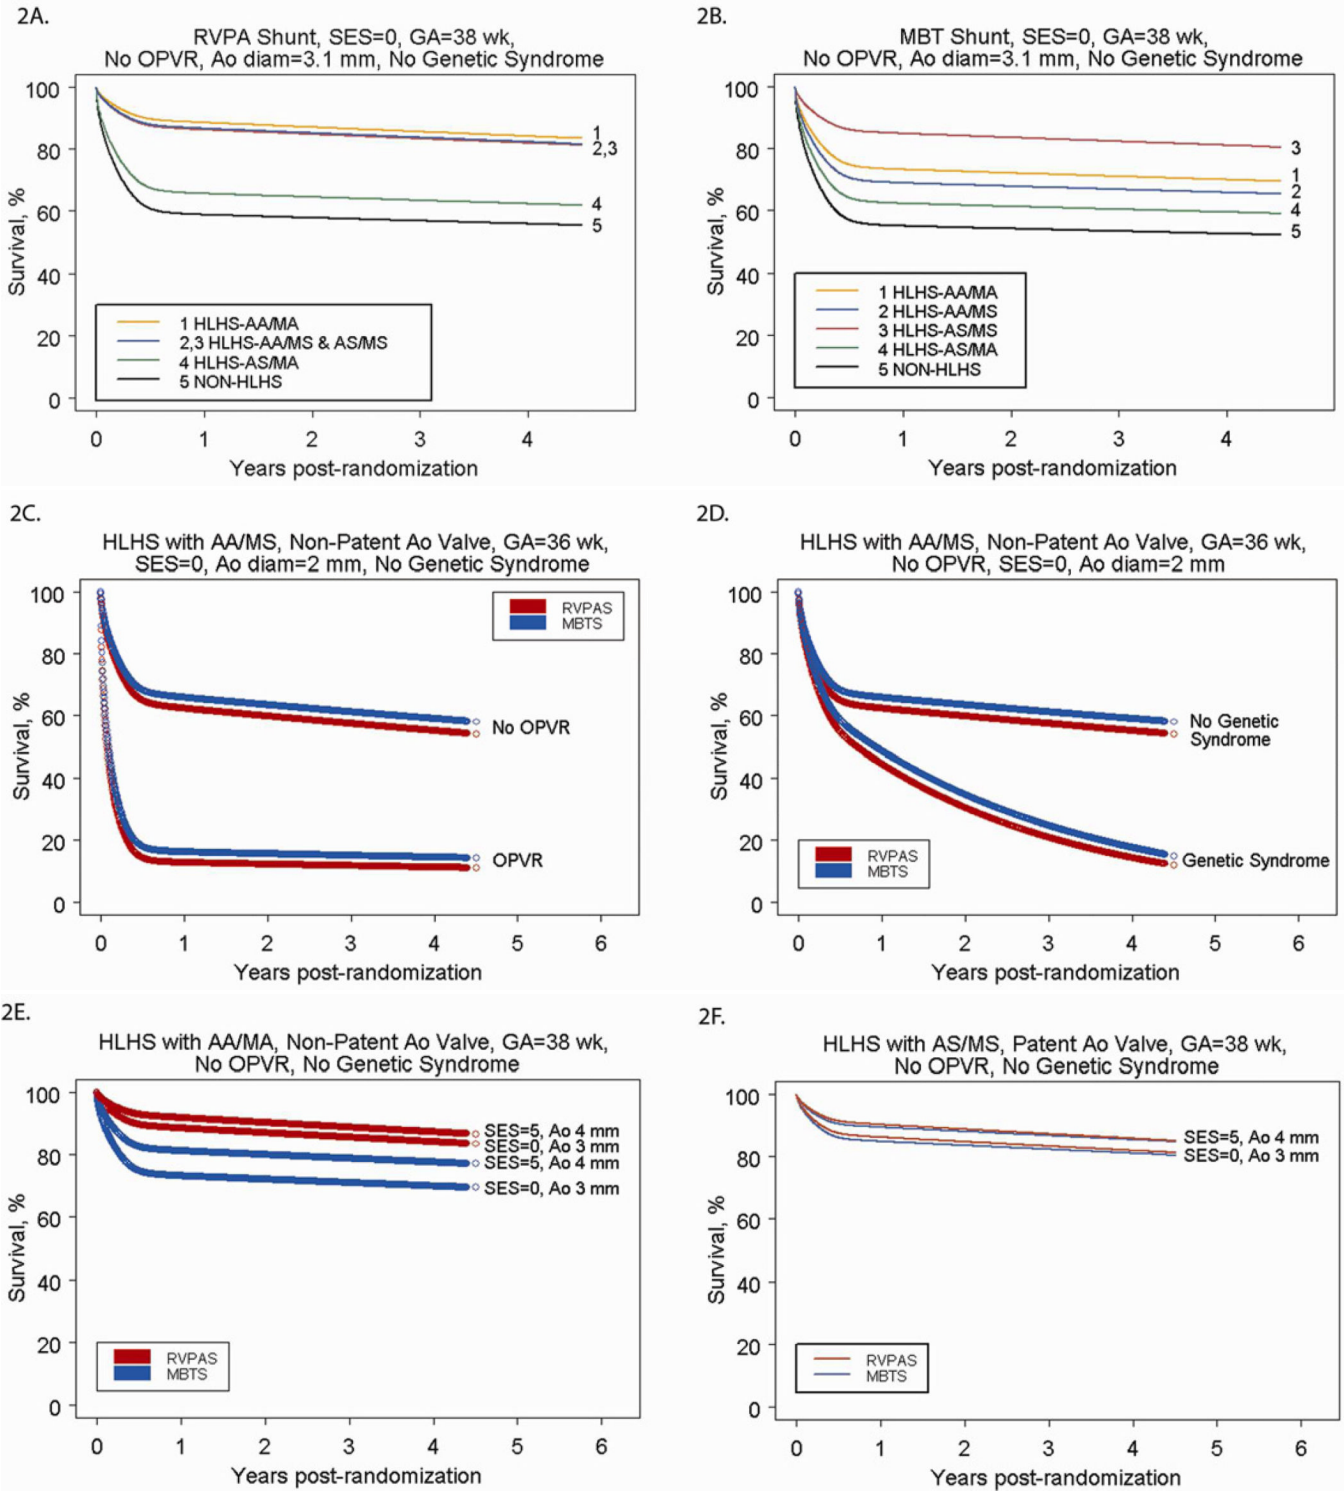 2A.
RVPA Shunt, SES=0, GA=38 wk,
No OPVR, Ao diam=3.1 mm, No Genetic Syndrome
100
80
60
40
20
0
Survival, %
1
2,3
4
5
1 HLHS-AA/MA
2,3 HLHS-AA/MS & AS/MS
4 HLHS-AS/MA
5 NON-HLHS
0 1 2 3 4
Years post-randomization
2B.
MBT Shunt, SES=0, GA=38 wk,
No OPVR, Ao diam=3.1 mm, No Genetic Syndrome
100
80
60
40
20
0
Survival, %
3
1
2
4
5
1 HLHS-AA/MA
2 HLHS-AA/MS
3 HLHS-AS/MS
4 HLHS-AS/MA
5 NON-HLHS
0 1 2 3 4
Years post-randomization
2C.
HLHS with AA/MS, Non-Patent Ao Valve, GA=36 wk,
SES=0, Ao diam=2 mm, No Genetic Syndrome
100
80
60
40
20
0
Survival, %
RVPAS
MBTS
No OPVR
OPVR
0 1 2 3 4 5 6
Years post-randomization
2D.
HLHS with AA/MS, Non-Patent Ao Valve, GA=36 wk,
No OPVR, SES=0, Ao diam=2 mm
100
80
60
40
20
0
Survival, %
No Genetic
Syndrome
Genetic Syndrome
RVPAS
MBTS
0 1 2 3 4 5 6
Years post-randomization
2E.
HLHS with AA/MA, Non-Patent Ao Valve, GA=38 wk,
No OPVR, No Genetic Syndrome
100
80
60
40
20
0
Survival, %
SES=5, Ao 4 mm
SES=0, Ao 3 mm
SES=5, Ao 4 mm
SES=0, Ao 3 mm
RVPAS
MBTS
0 1 2 3 4 5 6
Years post-randomization
2F.
HLHS with AS/MS, Patent Ao Valve, GA=38 wk,
No OPVR, No Genetic Syndrome
100
80
60
40
20
0
Survival, %
SES=5, Ao 4 mm
SES=0, Ao 3 mm
RVPAS
MBTS
0 1 2 3 4 5 6
Years post-randomization